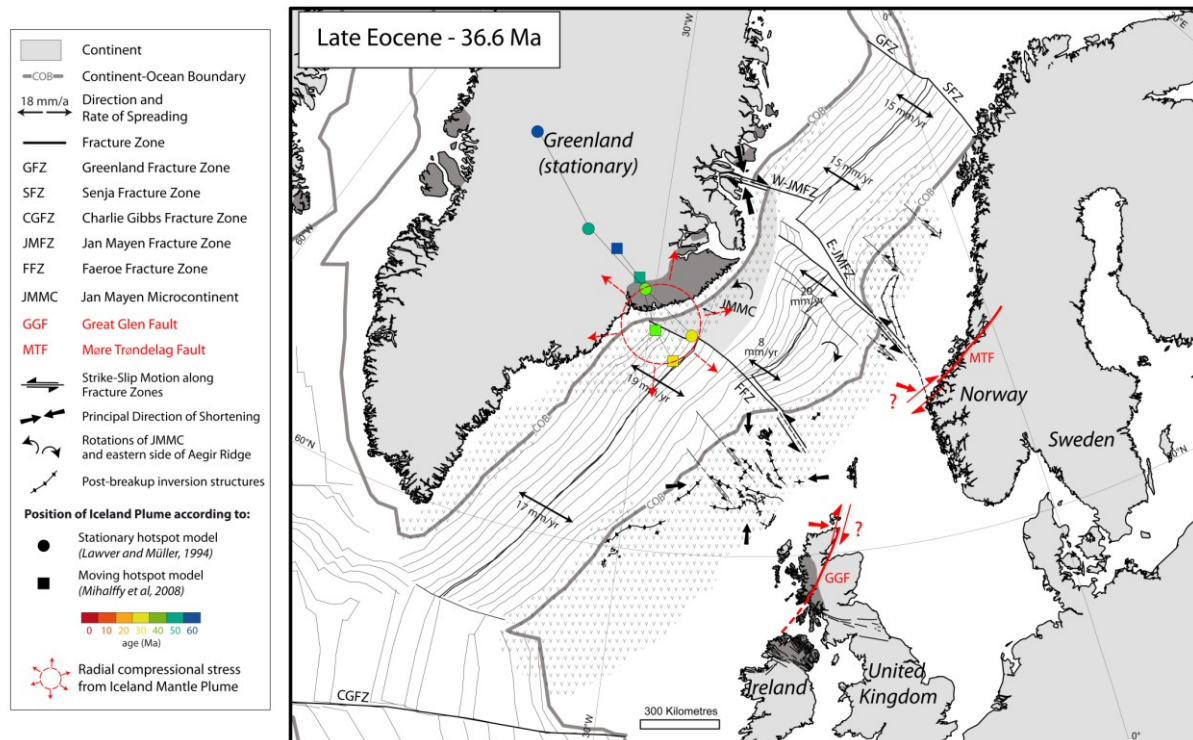 Continent
COB Continent-Ocean Boundary
18 mm/a Direction and
Rate of Spreading
Fracture Zone
GFZ Greenland Fracture Zone
SFZ Senja Fracture Zone
CGFZ Charlie Gibbs Fracture Zone
JMFZ Jan Mayen Fracture Zone
FFZ Faeroe Fracture Zone
JMMC Jan Mayen Microcontinent
GGF Great Glen Fault
MTF Møre Trøndelag Fault
Strike-Slip Motion along
Fracture Zones
Principal Direction of Shortening
Rotations of JMMC
and eastern side of Aegir Ridge
Post-breakup inversion structures
Position of Iceland Plume according to:
Stationary hotspot model
(Lawver and Müller, 1994)
Moving hotspot model
(Mihalffy et al, 2008)
0 10 20 30 40 50 60
age (Ma)
Radial compressional stress
from Iceland Mantle Plume
Late Eocene - 36.6 Ma
30°W
0°
30°E
GFZ
SFZ
COB
15 mm/yr
Greenland
(stationary)
15 mm/yr
W-JMFZ
COB
60°W
E-JMFZ
20
mm/yr
JMMC
8
mm/yr
MTF
?
19 mm/yr
FFZ
Norway
COB
COB
Sweden
60°N
60°N
17 mm/yr
COB
?
GGF
United
Kingdom
Ireland
CGFZ
300 Kilometres
30°W
0°